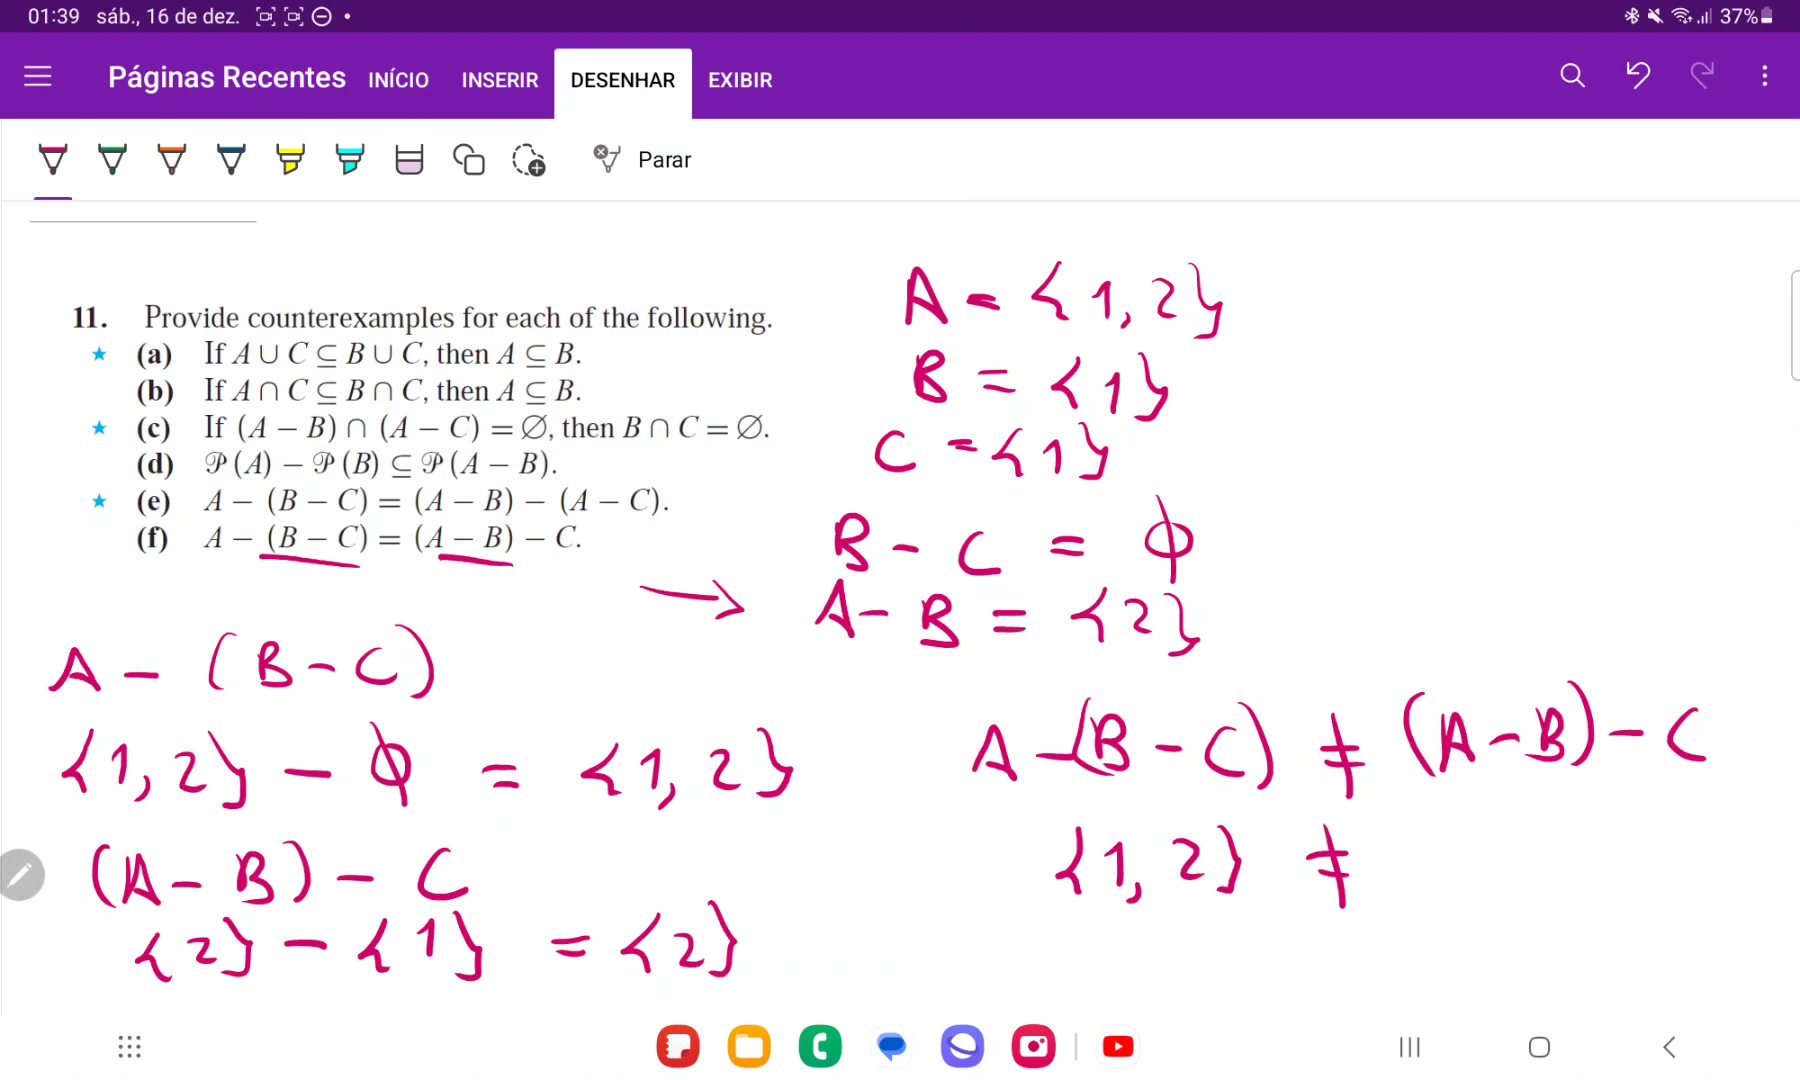 01:39 sáb., 16 de dez. 37%
Páginas Recentes INÍCIO INSERIR DESENHAR EXIBIR
Parar
11. Provide counterexamples for each of the following.
★ (a) If A ∪ C ⊆ B ∪ C, then A ⊆ B.
(b) If A ∩ C ⊆ B ∩ C, then A ⊆ B.
★ (c) If (A − B) ∩ (A − C) = ∅, then B ∩ C = ∅.
(d) 𝒫(A) − 𝒫(B) ⊆ 𝒫(A − B).
★ (e) A − (B − C) = (A − B) − (A − C).
(f) A − (B − C) = (A − B) − C.
A = {1, 2}
B = {1}
C = {1}
B - C = ϕ
→ A - B = {2}
A - (B - C)
{1, 2} - ϕ = {1, 2}
(A - B) - C
{2} - {1} = {2}
A - (B - C) ≠ (A - B) - C
{1, 2} ≠